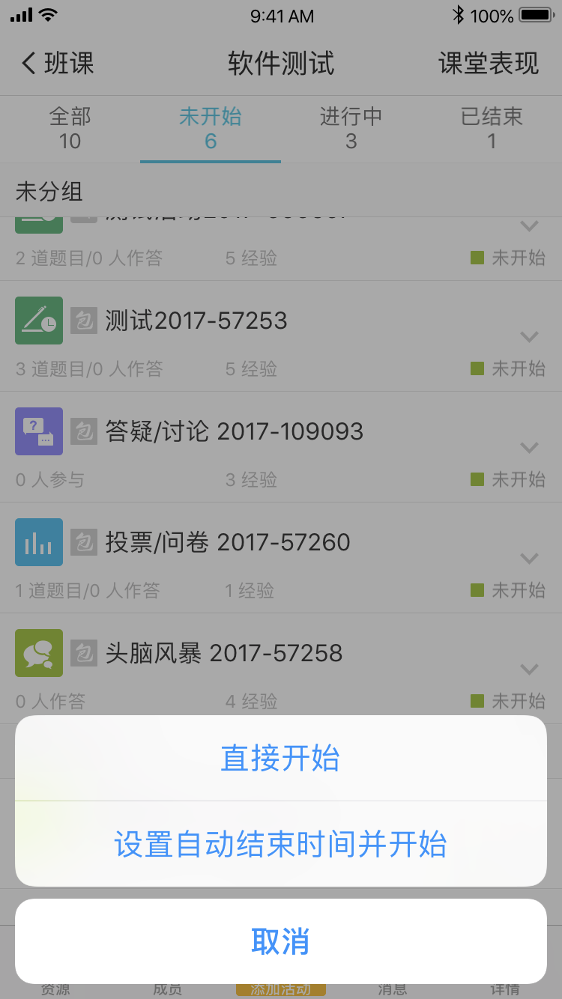 9:41 AM 100%
班课 软件测试 课堂表现
全部 未开始 进行中 已结束
10 6 3 1
未分组
2 道题目/0 人作答 5 经验 未开始
包 测试2017-57253
3 道题目/0 人作答 5 经验 未开始
包 答疑/讨论 2017-109093
0 人参与 3 经验 未开始
包 投票/问卷 2017-57260
1 道题目/0 人作答 1 经验 未开始
包 头脑风暴 2017-57258
0 人作答 4 经验 未开始
直接开始
设置自动结束时间并开始
取消
资源 成员 添加活动 消息 详情